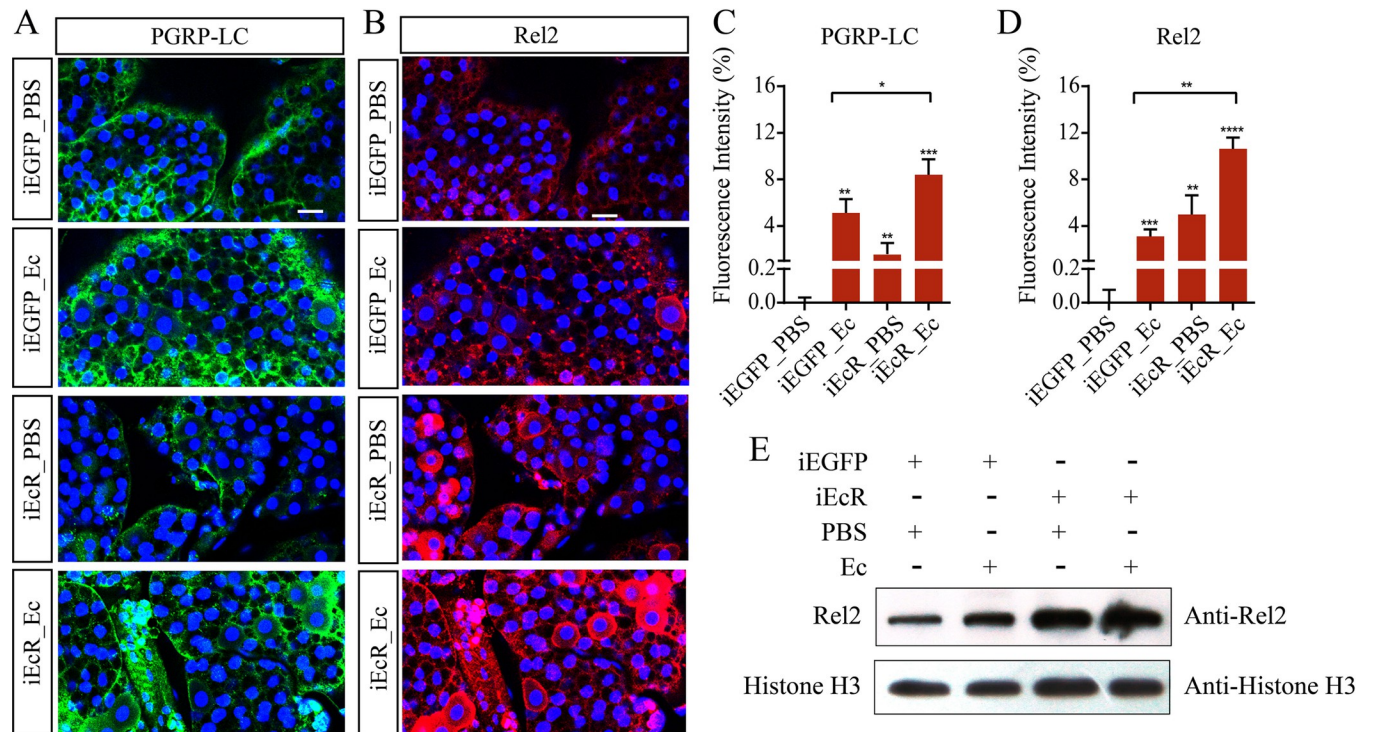 A
PGRP-LC
iEGFP_PBS
iEGFP_Ec
iEcR_PBS
iEcR_Ec
B
Rel2
iEGFP_PBS
iEGFP_Ec
iEcR_PBS
iEcR_Ec
C
PGRP-LC
Fluorescence Intensity (%)
16
12
8
4
0.2
0.0
*
**
**
***
iEGFP_PBS
iEGFP_Ec
iEcR_PBS
iEcR_Ec
D
Rel2
Fluorescence Intensity (%)
16
12
8
4
0.2
0.0
**
***
**
****
iEGFP_PBS
iEGFP_Ec
iEcR_PBS
iEcR_Ec
E
iEGFP + + - -
iEcR - - + +
PBS + - + -
Ec - + - +
Rel2 Anti-Rel2
Histone H3 Anti-Histone H3